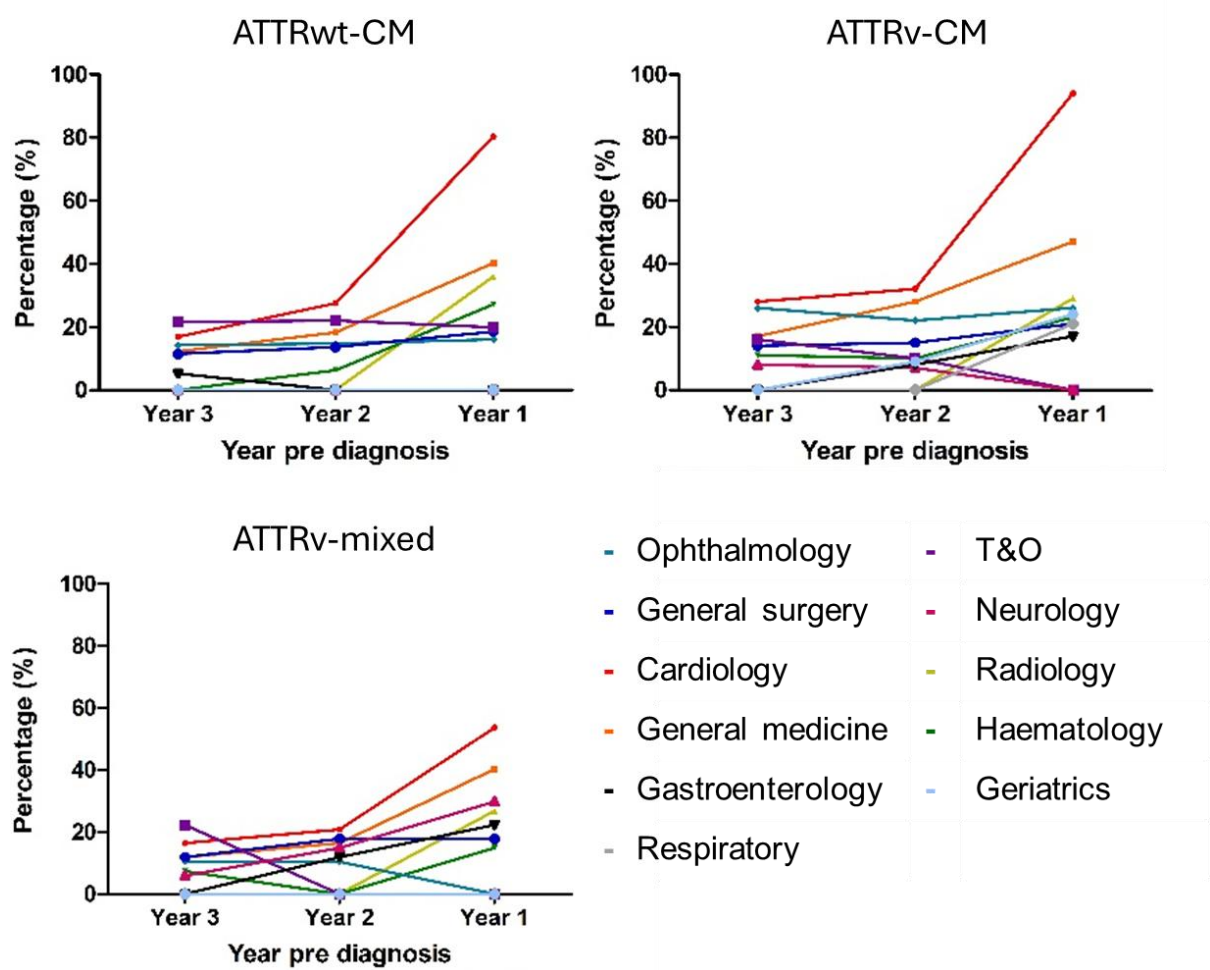 ATTRwt-CM
100
80
60
40
20
0
Percentage (%)
Year 3 Year 2 Year 1
Year pre diagnosis
ATTRv-CM
100
80
60
40
20
0
Percentage (%)
Year 3 Year 2 Year 1
Year pre diagnosis
ATTRv-mixed
100
80
60
40
20
0
Percentage (%)
Year 3 Year 2 Year 1
Year pre diagnosis
Ophthalmology
General surgery
Cardiology
General medicine
Gastroenterology
Respiratory
T&O
Neurology
Radiology
Haematology
Geriatrics